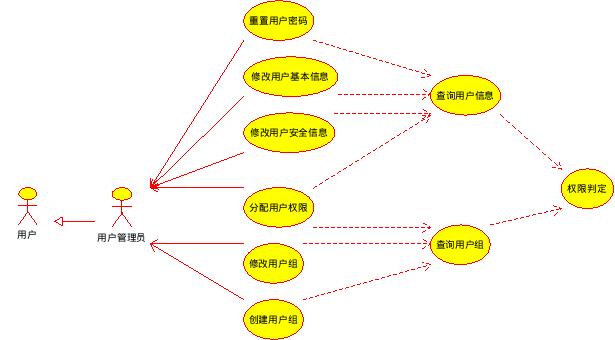 重置用户密码
修改用户基本信息
查询用户信息
修改用户安全信息
权限判定
分配用户权限
用户
用户管理员
查询用户组
修改用户组
创建用户组